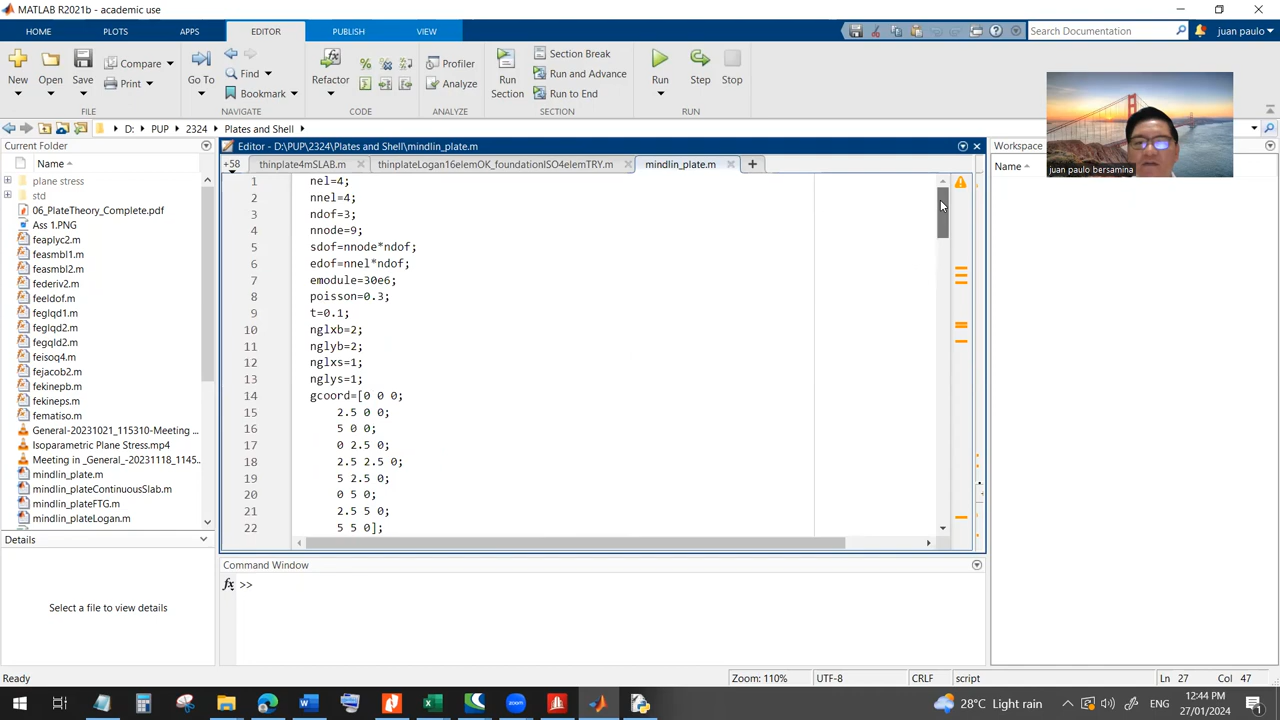 MATLAB R2021b - academic use
HOME
PLOTS
APPS
EDITOR
PUBLISH
VIEW
Search Documentation
juan paulo
New
Open
Save
Compare
Print
Go To
Find
Bookmark
Refactor
Profiler
Analyze
Run
Section
Section Break
Run and Advance
Run to End
Run
Step
Stop
FILE
NAVIGATE
CODE
ANALYZE
SECTION
RUN
D: PUP 2324 Plates and Shell
juan paulo bersamina
Current Folder
Name
plane stress
std
06_PlateTheory_Complete.pdf
Ass 1.PNG
feaplyc2.m
feasmbl1.m
feasmbl2.m
federiv2.m
feeldof.m
feglqd1.m
feglqd2.m
fegqld2.m
feisoq4.m
fejacob2.m
fekinepb.m
fekineps.m
fematiso.m
General-20231021_115310-Meeting ...
Isoparametric Plane Stress.mp4
Meeting in _General_-20231118_1145..
mindlin_plate.m
mindlin_plateContinuousSlab.m
mindlin_plateFTG.m
mindlin_plateLogan.m
Details
Select a file to view details
Editor - D:\PUP\2324\Plates and Shell\mindlin_plate.m
+58
thinplate4mSLAB.m
thinplateLogan16elemOK_foundationISO4elemTRY.m
mindlin_plate.m
1 nel=4;
2 nnel=4;
3 ndof=3;
4 nnode=9;
5 sdof=nnode*ndof;
6 edof=nnel*ndof;
7 emodule=30e6;
8 poisson=0.3;
9 t=0.1;
10 nglxb=2;
11 nglyb=2;
12 nglxs=1;
13 nglys=1;
14 gcoord=[0 0 0;
15 2.5 0 0;
16 5 0 0;
17 0 2.5 0;
18 2.5 2.5 0;
19 5 2.5 0;
20 0 5 0;
21 2.5 5 0;
22 5 5 0];
Command Window
fx >>
Workspace
Name
Ready
Zoom: 110%
UTF-8
CRLF
script
Ln 27
Col 47
28°C Light rain
ENG
12:44 PM
27/01/2024